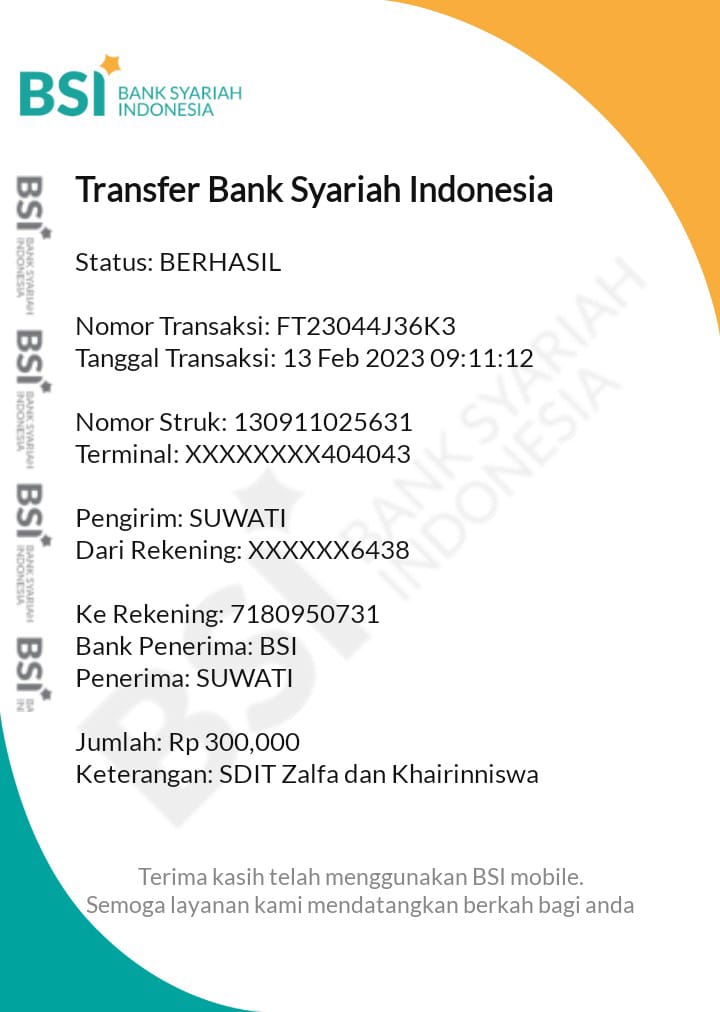 BSI BANK SYARIAH
INDONESIA
Transfer Bank Syariah Indonesia
Status: BERHASIL
Nomor Transaksi: FT23044J36K3
Tanggal Transaksi: 13 Feb 2023 09:11:12
Nomor Struk: 130911025631
Terminal: XXXXXXXX404043
Pengirim: SUWATI
Dari Rekening: XXXXXX6438
Ke Rekening: 7180950731
Bank Penerima: BSI
Penerima: SUWATI
Jumlah: Rp 300,000
Keterangan: SDIT Zalfa dan Khairinniswa
Terima kasih telah menggunakan BSI mobile.
Semoga layanan kami mendatangkan berkah bagi anda
BSI BANK SYARIAH
INDONESIA
BSI BANK SYARIAH
INDONESIA
BSI BANK SYARIAH
INDONESIA
BSI BANK SYARIAH
INDONESIA
BSI